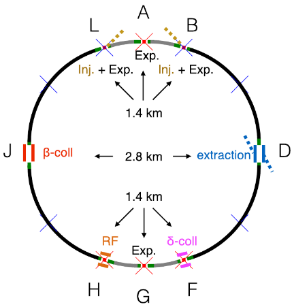 A
L
B
Exp.
Inj. + Exp.
Inj. + Exp.
1.4 km
J
β-coll
2.8 km
extraction
D
1.4 km
RF
Exp.
δ-coll
H
G
F